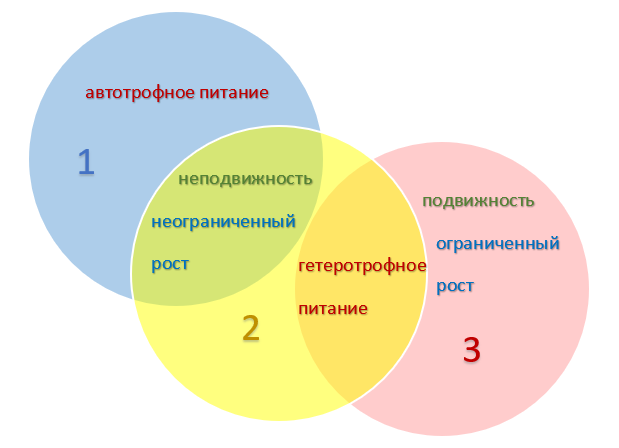 автотрофное питание
1
неподвижность
неограниченный
рост
2
гетеротрофное
питание
подвижность
ограниченный
рост
3